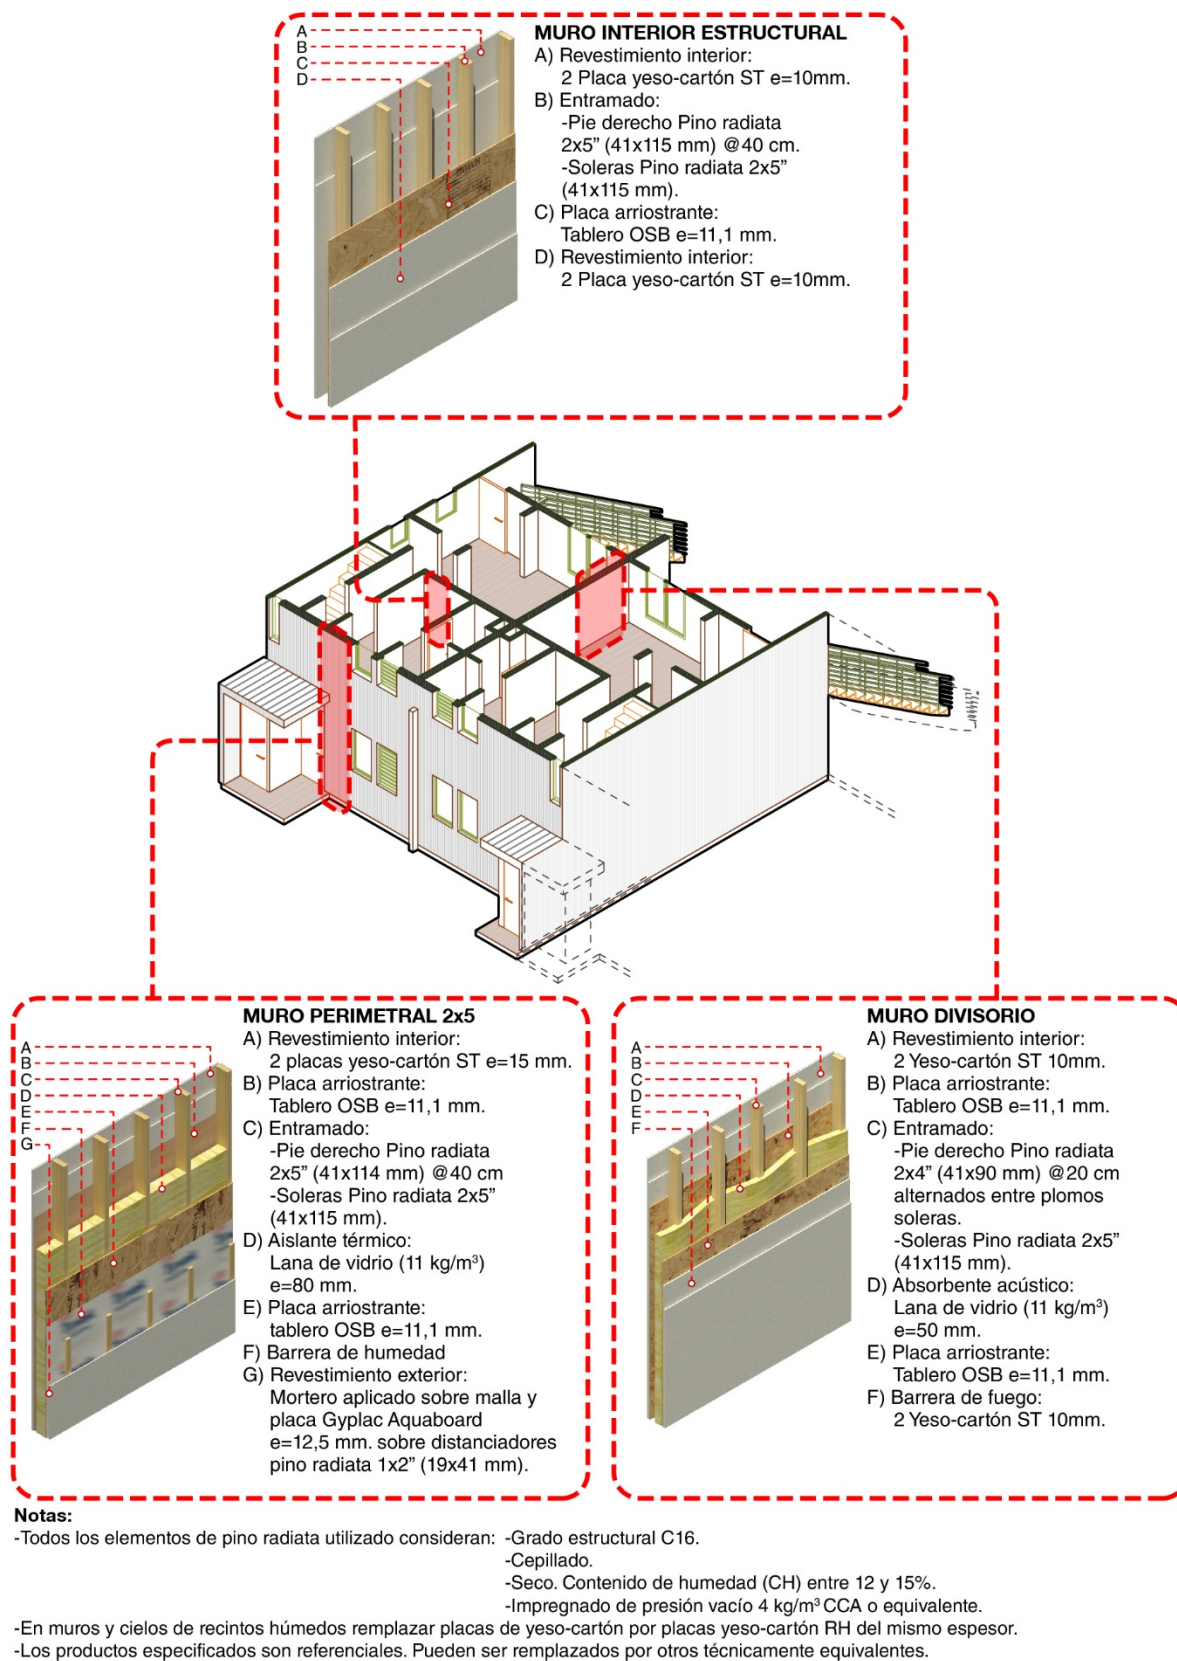 MURO INTERIOR ESTRUCTURAL
A
B
C
D
A) Revestimiento interior:
2 Placa yeso-cartón ST e=10mm.
B) Entramado:
-Pie derecho Pino radiata
2x5” (41x115 mm) @40 cm.
-Soleras Pino radiata 2x5”
(41x115 mm).
C) Placa arriostrante:
Tablero OSB e=11,1 mm.
D) Revestimiento interior:
2 Placa yeso-cartón ST e=10mm.
MURO PERIMETRAL 2x5
A
B
C
D
E
F
G
A) Revestimiento interior:
2 placas yeso-cartón ST e=15 mm.
B) Placa arriostrante:
Tablero OSB e=11,1 mm.
C) Entramado:
-Pie derecho Pino radiata
2x5” (41x114 mm) @40 cm
-Soleras Pino radiata 2x5”
(41x115 mm).
D) Aislante térmico:
Lana de vidrio (11 kg/m³)
e=80 mm.
E) Placa arriostrante:
tablero OSB e=11,1 mm.
F) Barrera de humedad
G) Revestimiento exterior:
Mortero aplicado sobre malla y
placa Gyplac Aquaboard
e=12,5 mm. sobre distanciadores
pino radiata 1x2” (19x41 mm).
MURO DIVISORIO
A
B
C
D
E
F
A) Revestimiento interior:
2 Yeso-cartón ST 10mm.
B) Placa arriostrante:
Tablero OSB e=11,1 mm.
C) Entramado:
-Pie derecho Pino radiata
2x4” (41x90 mm) @20 cm
alternados entre plomos
soleras.
-Soleras Pino radiata 2x5”
(41x115 mm).
D) Absorbente acústico:
Lana de vidrio (11 kg/m³)
e=50 mm.
E) Placa arriostrante:
Tablero OSB e=11,1 mm.
F) Barrera de fuego:
2 Yeso-cartón ST 10mm.
Notas:
-Todos los elementos de pino radiata utilizado consideran: -Grado estructural C16.
-Cepillado.
-Seco. Contenido de humedad (CH) entre 12 y 15%.
-Impregnado de presión vacío 4 kg/m³ CCA o equivalente.
-En muros y cielos de recintos húmedos remplazar placas de yeso-cartón por placas yeso-cartón RH del mismo espesor.
-Los productos especificados son referenciales. Pueden ser remplazados por otros técnicamente equivalentes.